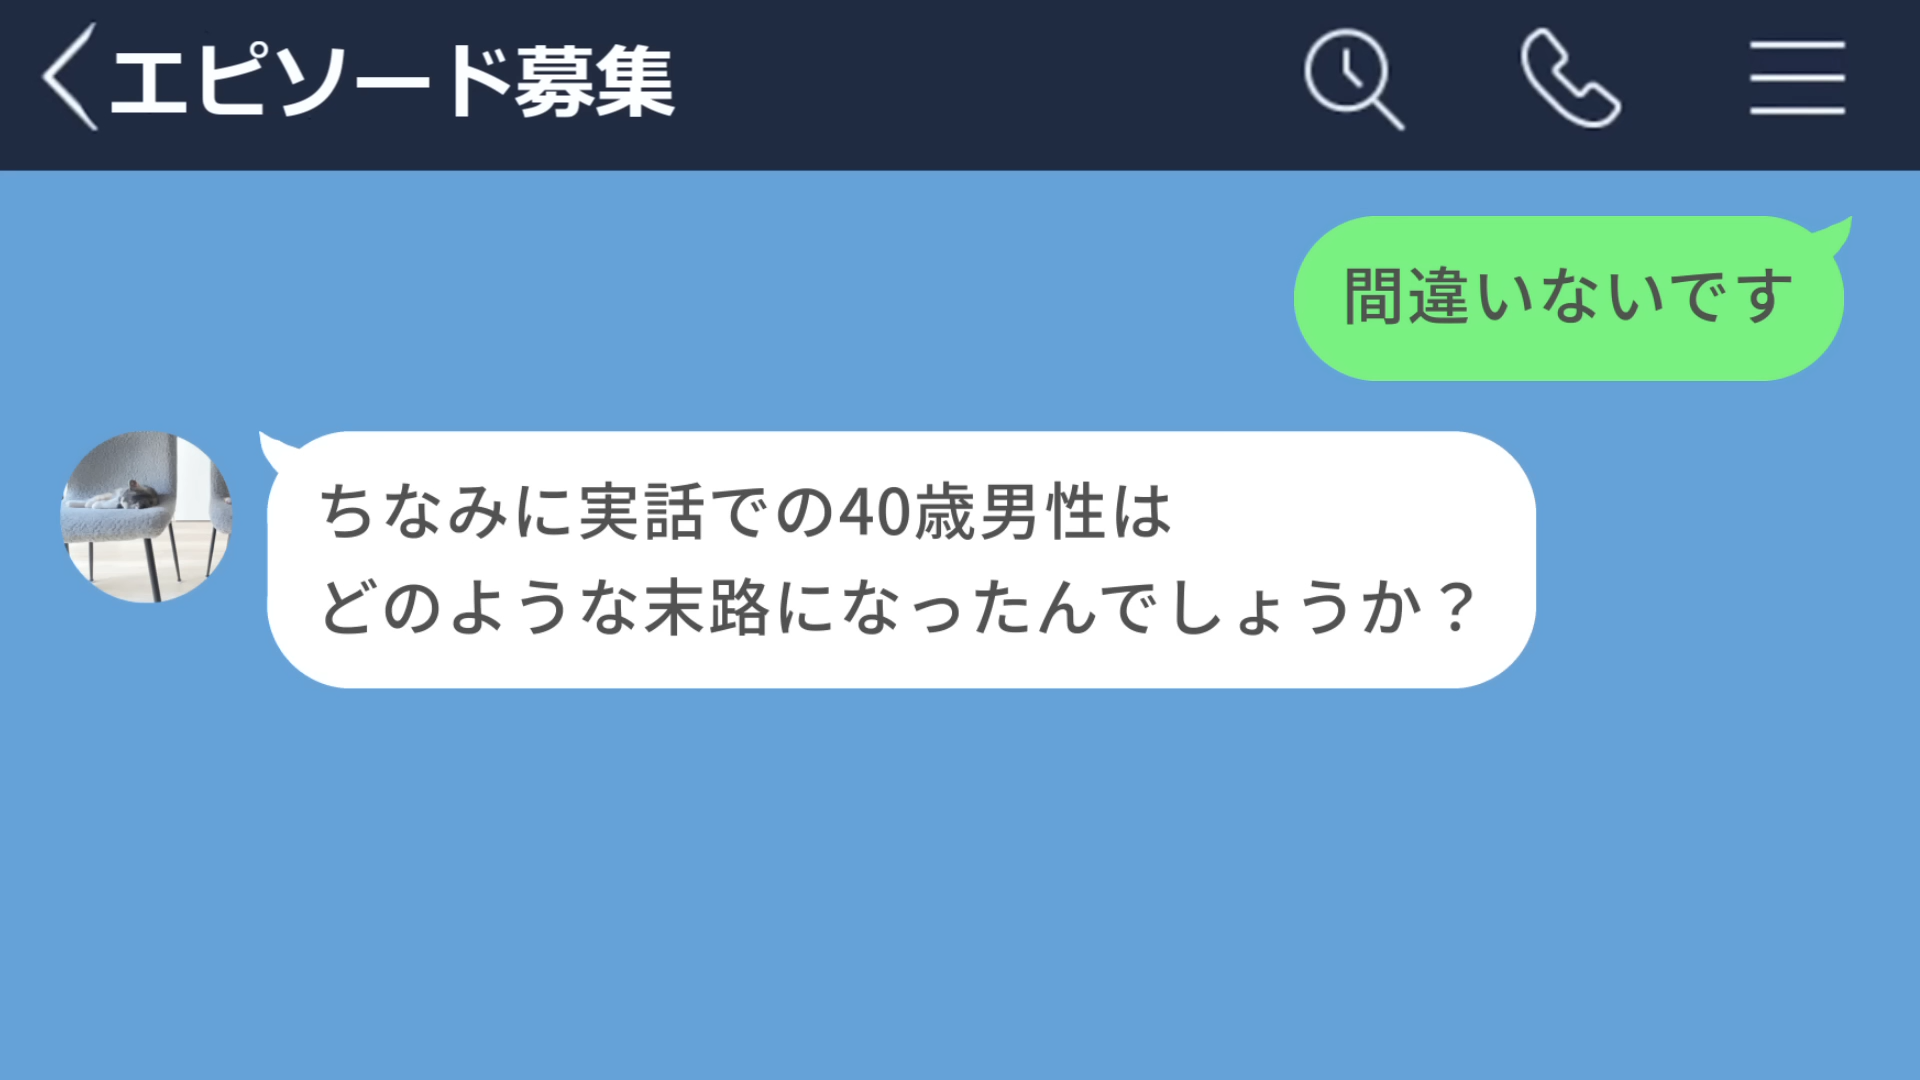 エピソード募集
間違いないです
ちなみに実話での40歳男性は
どのような末路になったんでしょうか？